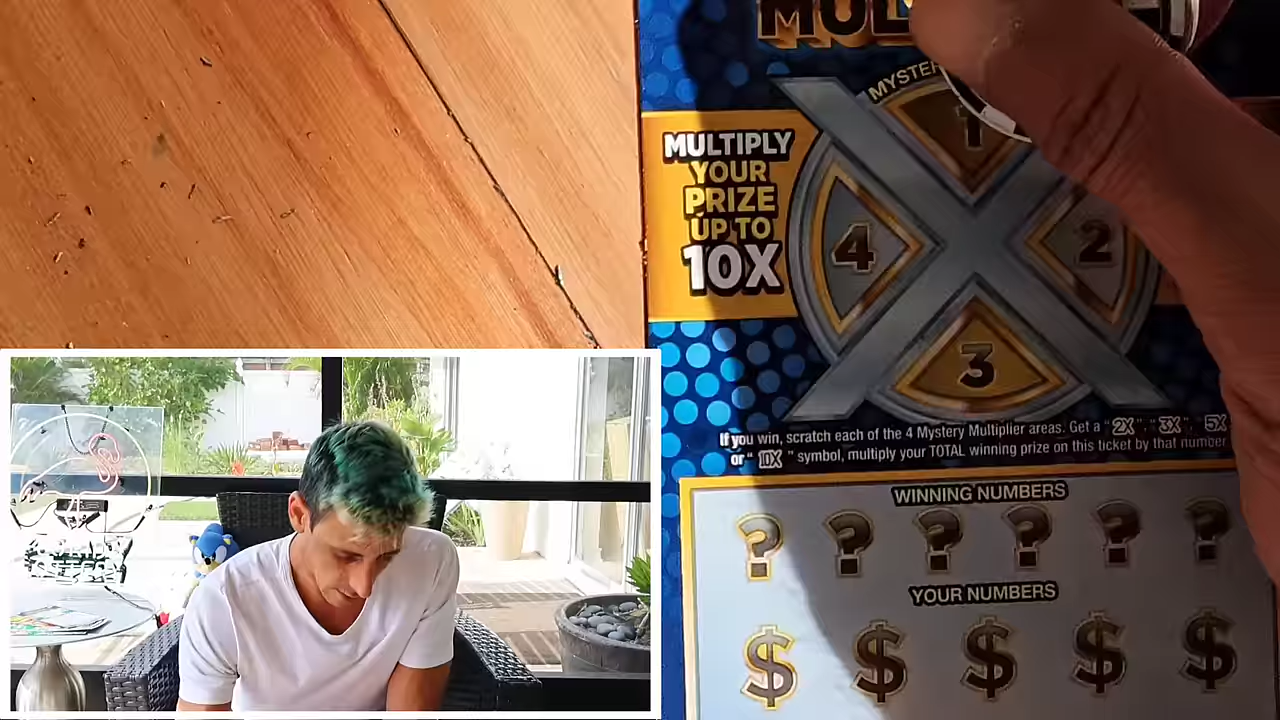 MYSTER
1
MULTIPLY
YOUR
PRIZE
UP TO
10X
4
2
3
If you win, scratch each of the 4 Mystery Multiplier areas. Get a "2X", "3X", "5X"
or "10X" symbol, multiply your TOTAL winning prize on this ticket by that number
WINNING NUMBERS
? ? ? ? ? ?
YOUR NUMBERS
$ $ $ $ $